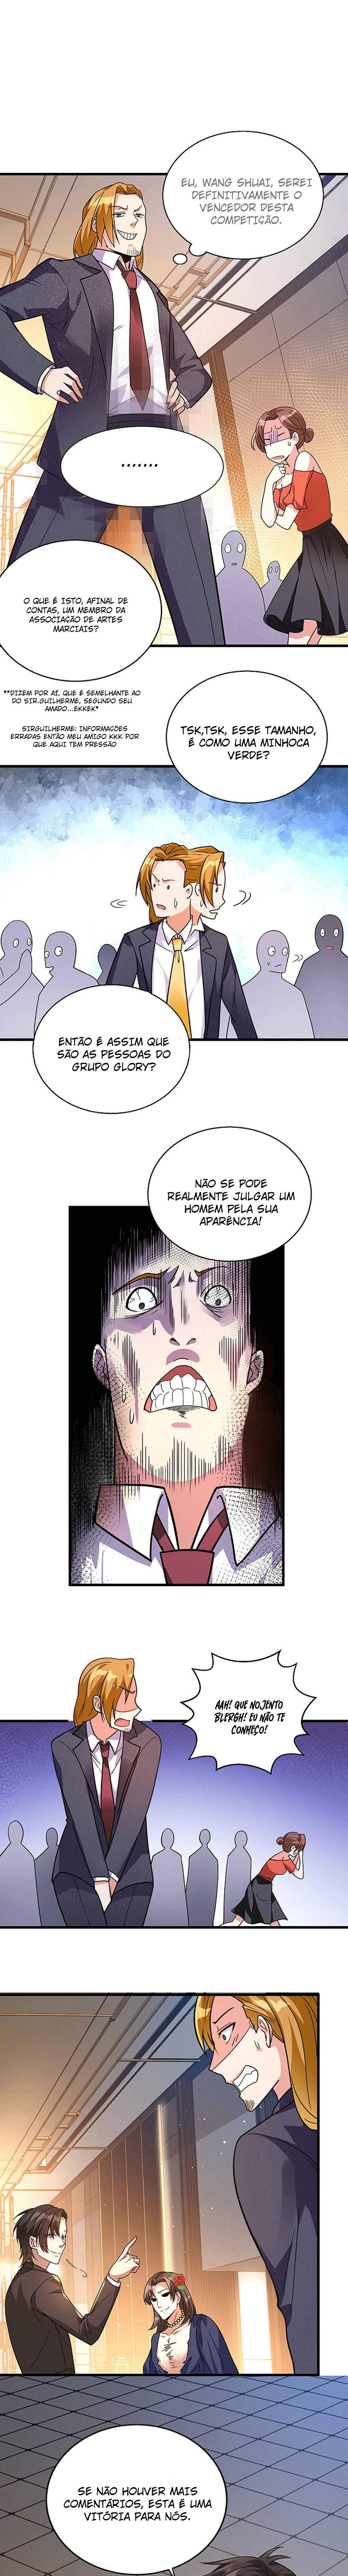 EU, WANG SHUAI, SEREI
DEFINITIVAMENTE O
VENCEDOR DESTA
COMPETIÇÃO.
.......
O QUE É ISTO, AFINAL DE
CONTAS, UM MEMBRO DA
ASSOCIAÇÃO DE ARTES
MARCIAIS?
**DIZEM POR AÍ, QUE É SEMELHANTE AO
DO SIR.GUILHERME, SEGUNDO SEU
AMADO...EKKEK*
SIRGUILHERME: INFORMAÇÕES
ERRADAS ENTÃO MEU AMIGO KKK POR
QUE AQUI TEM PRESSÃO
TSK,TSK, ESSE TAMANHO,
É COMO UMA MINHOCA
VERDE?
ENTÃO É ASSIM QUE
SÃO AS PESSOAS DO
GRUPO GLORY?
NÃO SE PODE
REALMENTE JULGAR UM
HOMEM PELA SUA
APARÊNCIA!
AAH! QUE NOJENTO
BLERGH! EU NÃO TE
CONHEÇO!
SE NÃO HOUVER MAIS
COMENTÁRIOS, ESTA É UMA
VITÓRIA PARA NÓS.